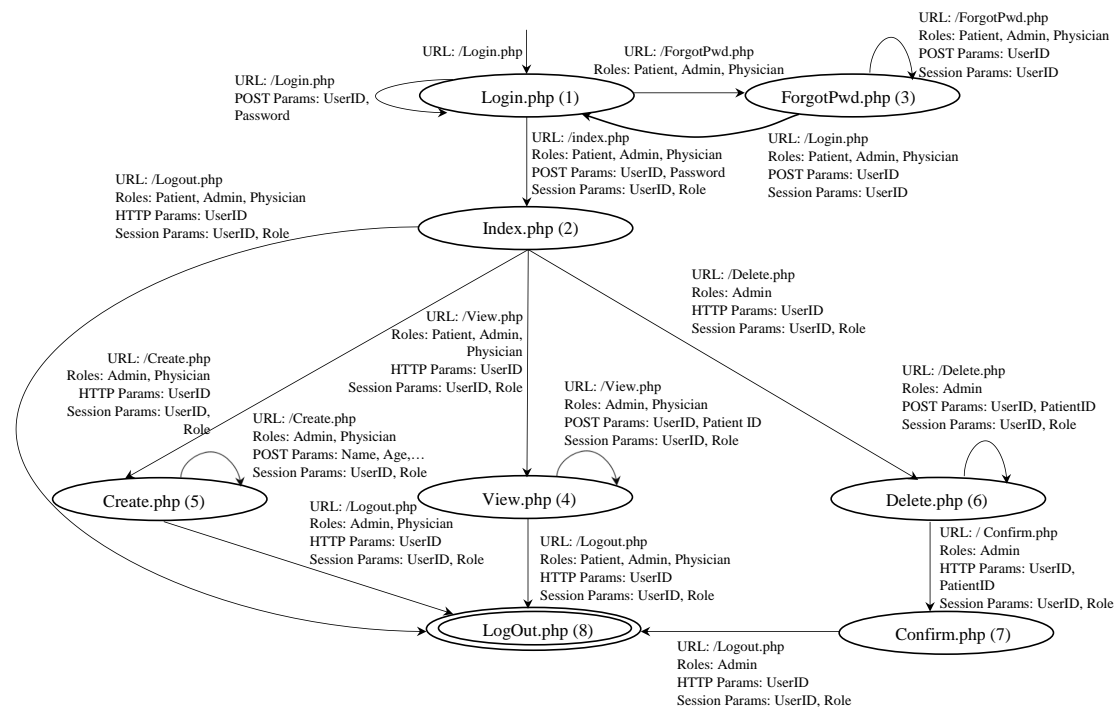 URL: /Login.php
URL: /ForgotPwd.php
Roles: Patient, Admin, Physician
URL: /ForgotPwd.php
Roles: Patient, Admin, Physician
POST Params: UserID
Session Params: UserID
URL: /Login.php
POST Params: UserID,
Password
Login.php (1)
ForgotPwd.php (3)
URL: /index.php
Roles: Patient, Admin, Physician
POST Params: UserID, Password
Session Params: UserID, Role
URL: /Login.php
Roles: Patient, Admin, Physician
POST Params: UserID
Session Params: UserID
URL: /Logout.php
Roles: Patient, Admin, Physician
HTTP Params: UserID
Session Params: UserID, Role
Index.php (2)
URL: /Delete.php
Roles: Admin
HTTP Params: UserID
Session Params: UserID, Role
URL: /View.php
Roles: Patient, Admin,
Physician
HTTP Params: UserID
Session Params: UserID, Role
URL: /Create.php
Roles: Admin, Physician
HTTP Params: UserID
Session Params: UserID,
Role
URL: /Create.php
Roles: Admin, Physician
POST Params: Name, Age,...
Session Params: UserID, Role
URL: /View.php
Roles: Admin, Physician
POST Params: UserID, Patient ID
Session Params: UserID, Role
URL: /Delete.php
Roles: Admin
POST Params: UserID, PatientID
Session Params: UserID, Role
Create.php (5)
View.php (4)
Delete.php (6)
URL: /Logout.php
Roles: Admin, Physician
HTTP Params: UserID
Session Params: UserID, Role
URL: /Logout.php
Roles: Patient, Admin, Physician
HTTP Params: UserID
Session Params: UserID, Role
URL: / Confirm.php
Roles: Admin
HTTP Params: UserID,
PatientID
Session Params: UserID, Role
LogOut.php (8)
Confirm.php (7)
URL: /Logout.php
Roles: Admin
HTTP Params: UserID
Session Params: UserID, Role